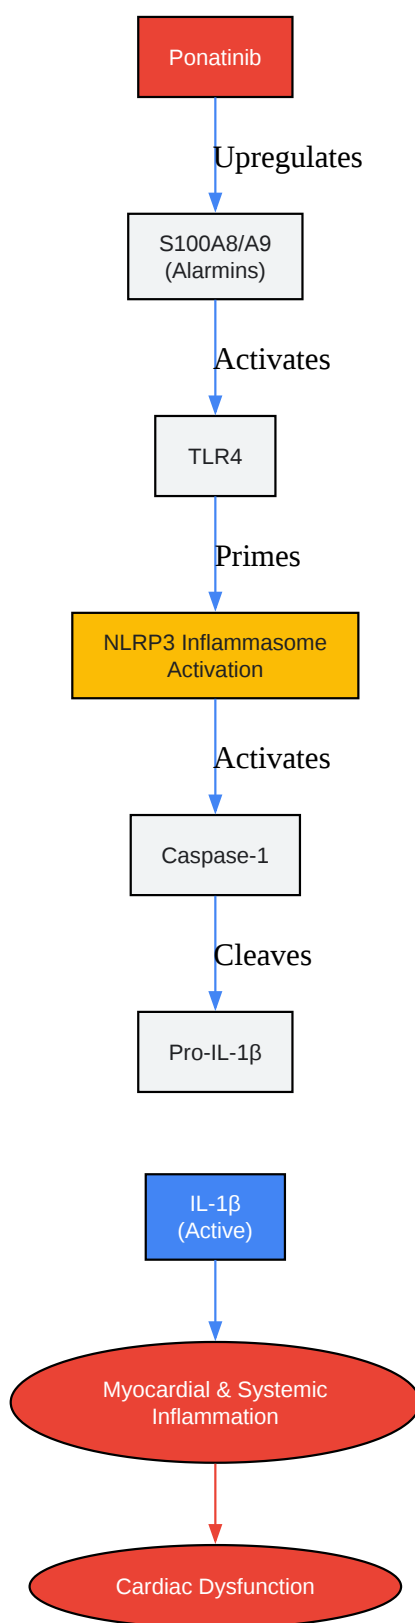 Ponatinib
Upregulates
S100A8/A9
(Alarmins)
Activates
TLR4
Primes
NLRP3 Inflammasome
Activation
Activates
Caspase-1
Cleaves
Pro-IL-1β
IL-1β
(Active)
Myocardial & Systemic
Inflammation
Cardiac Dysfunction